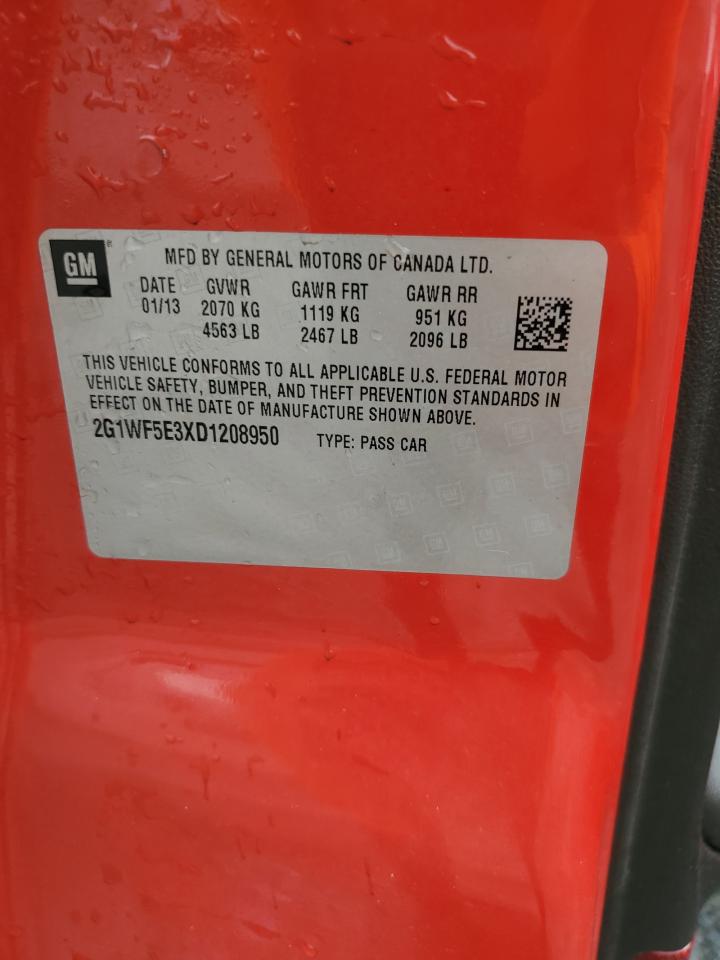 GM
MFD BY GENERAL MOTORS OF CANADA LTD.
DATE GVWR GAWR FRT GAWR RR
01/13 2070 KG 1119 KG 951 KG
4563 LB 2467 LB 2096 LB
THIS VEHICLE CONFORMS TO ALL APPLICABLE U.S. FEDERAL MOTOR
VEHICLE SAFETY, BUMPER, AND THEFT PREVENTION STANDARDS IN
EFFECT ON THE DATE OF MANUFACTURE SHOWN ABOVE.
2G1WF5E3XD1208950 TYPE: PASS CAR